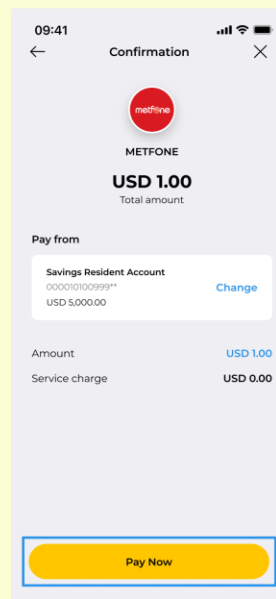 09:41
Confirmation
metfone
METFONE
USD 1.00
Total amount
Pay from
Savings Resident Account
000010100999**
Change
USD 5,000.00
Amount
USD 1.00
Service charge
USD 0.00
Pay Now